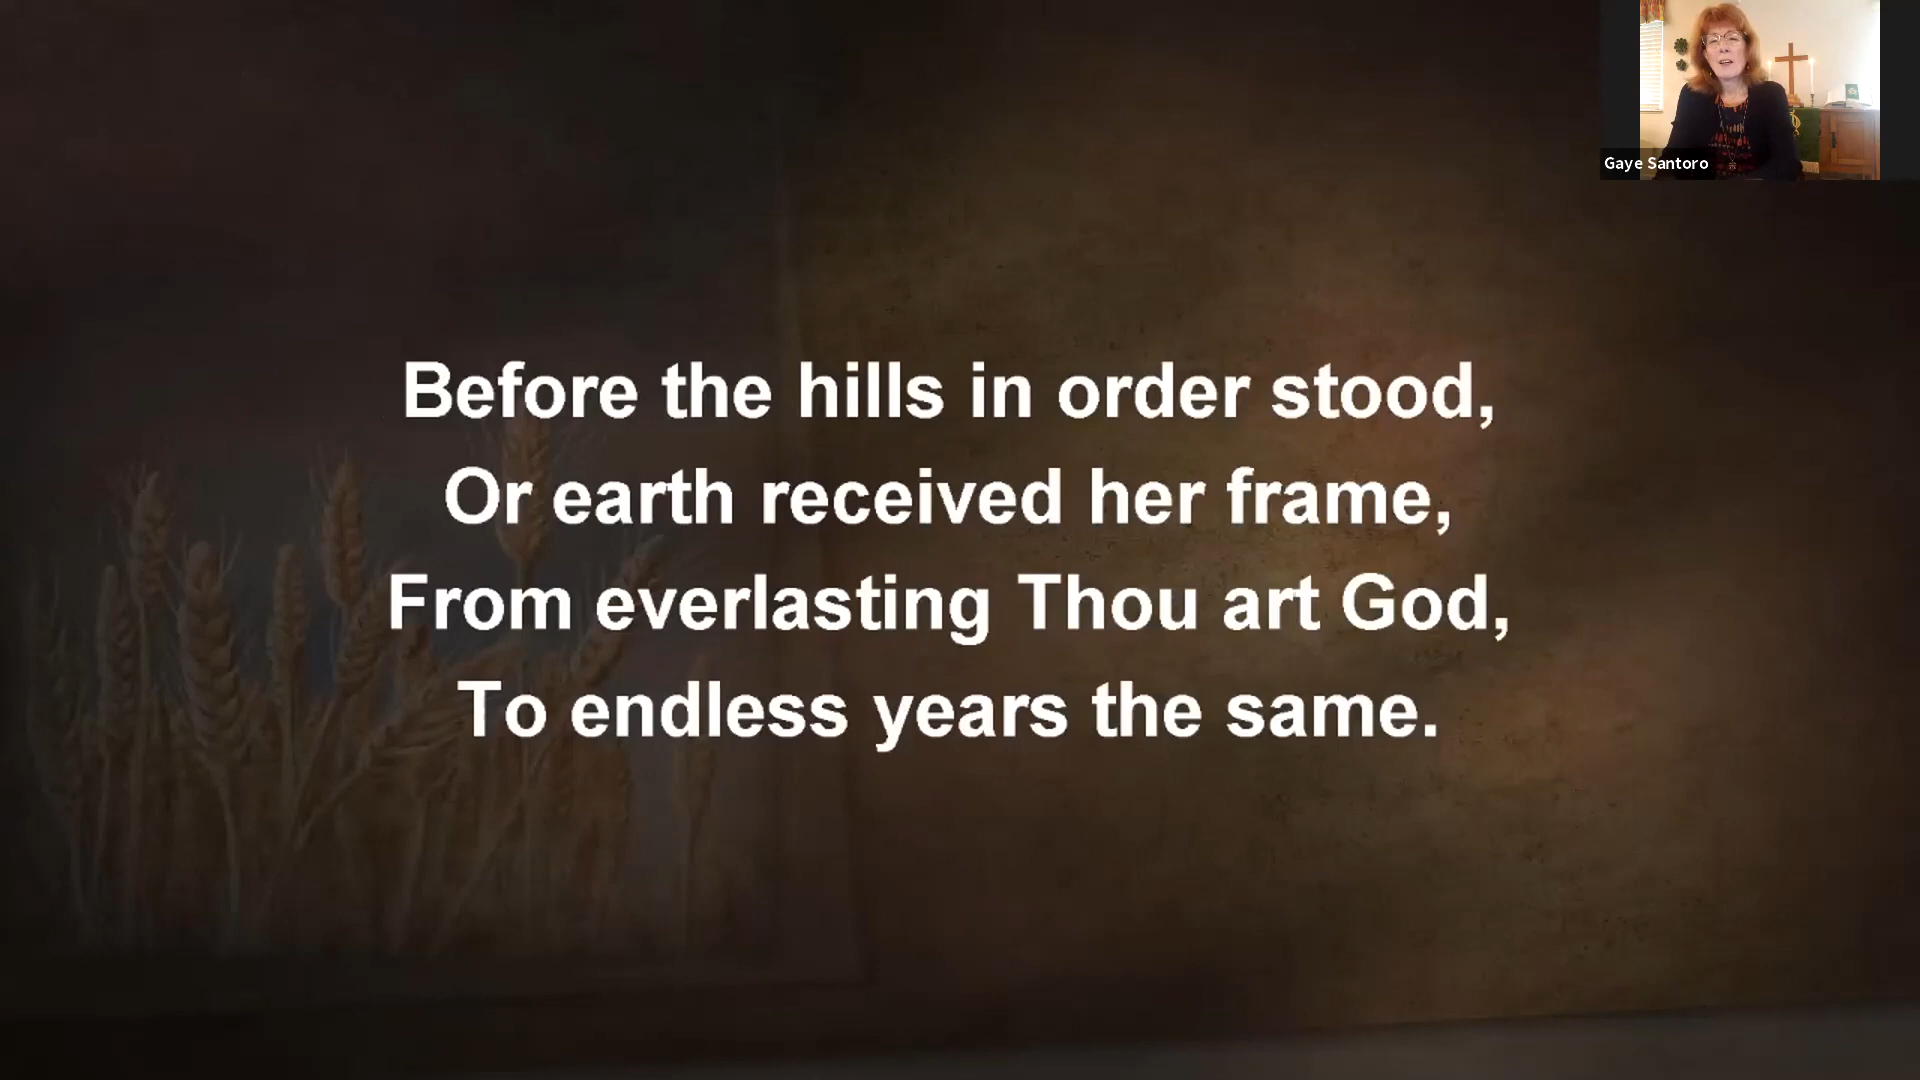 Gaye Santoro
Before the hills in order stood,
Or earth received her frame,
From everlasting Thou art God,
To endless years the same.